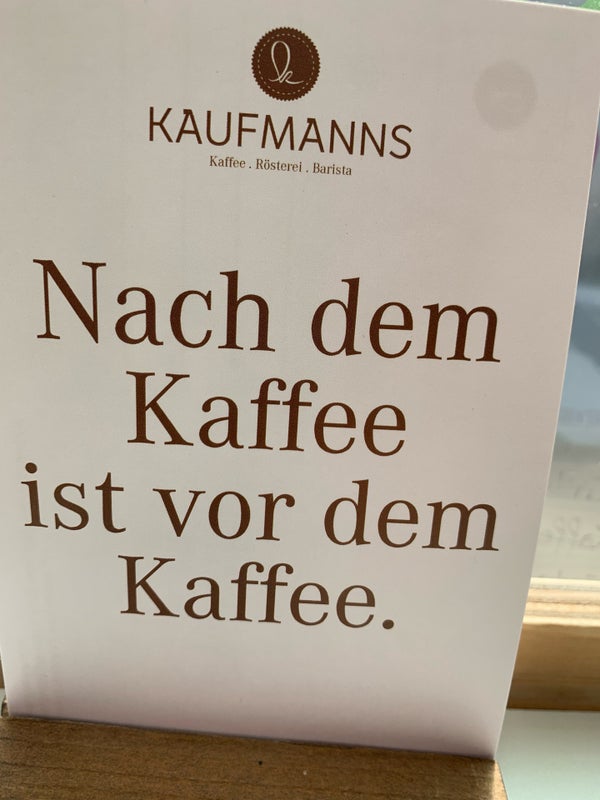 k
KAUFMANNS
Kaffee . Rösterei . Barista
Nach dem
Kaffee
ist vor dem
Kaffee.